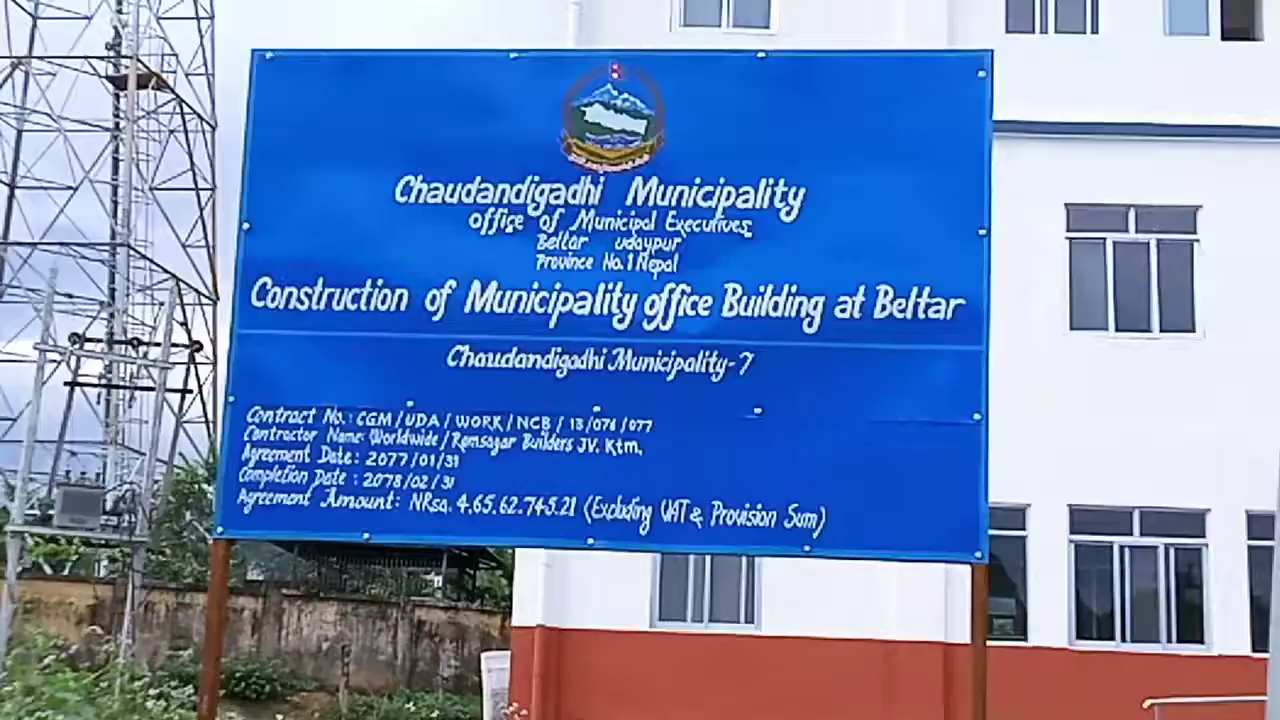 Chaudandigadhi Municipality
office of Municipal Executives
Beltar udaypur
Province No. 1 Nepal
Construction of Municipality office Building at Beltar
Chaudandigadhi Municipality-7
Contract No.: CGM/UDA/WORK/NCB/13/076/077
Contractor Name: Worldwide/Ramsagar Builders JV. Ktm.
Agreement Date: 2077/01/31
Completion Date: 2078/02/31
Agreement Amount: NRsa. 4.65.62.745.21 (Excluding VAT & Provision Sum)